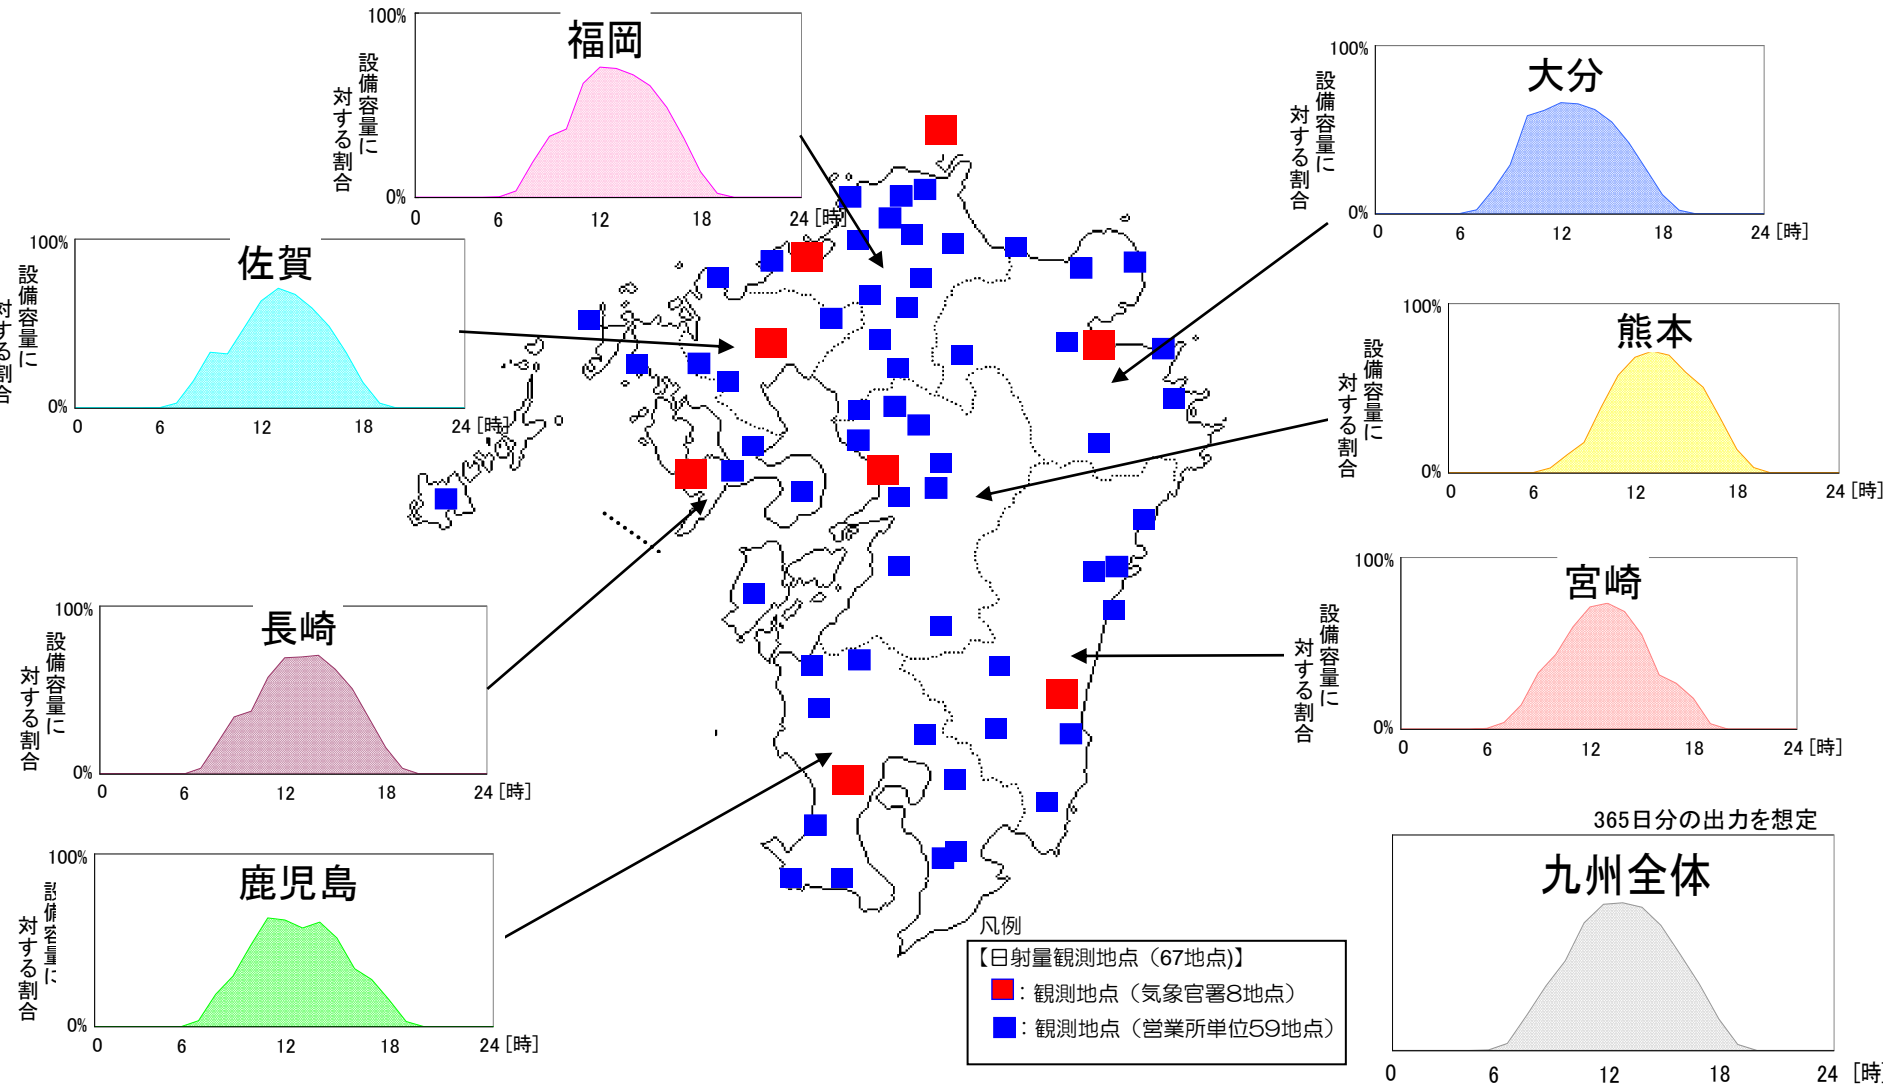 福岡
100%
設備容量に
対する割合
0%
0 6 12 18 24 [時]
大分
100%
設備容量に
対する割合
0%
0 6 12 18 24 [時]
佐賀
100%
設備容量に
対する割合
0%
0 6 12 18 24 [時]
熊本
100%
設備容量に
対する割合
0%
0 6 12 18 24 [時]
長崎
100%
設備容量に
対する割合
0%
0 6 12 18 24 [時]
宮崎
100%
設備容量に
対する割合
0%
0 6 12 18 24 [時]
鹿児島
100%
設備容量に
対する割合
0%
0 6 12 18 24 [時]
365日分の出力を想定
九州全体
0 6 12 18 24 [時
凡例
【日射量観測地点（67地点)】
：観測地点（気象官署8地点）
：観測地点（営業所単位59地点）